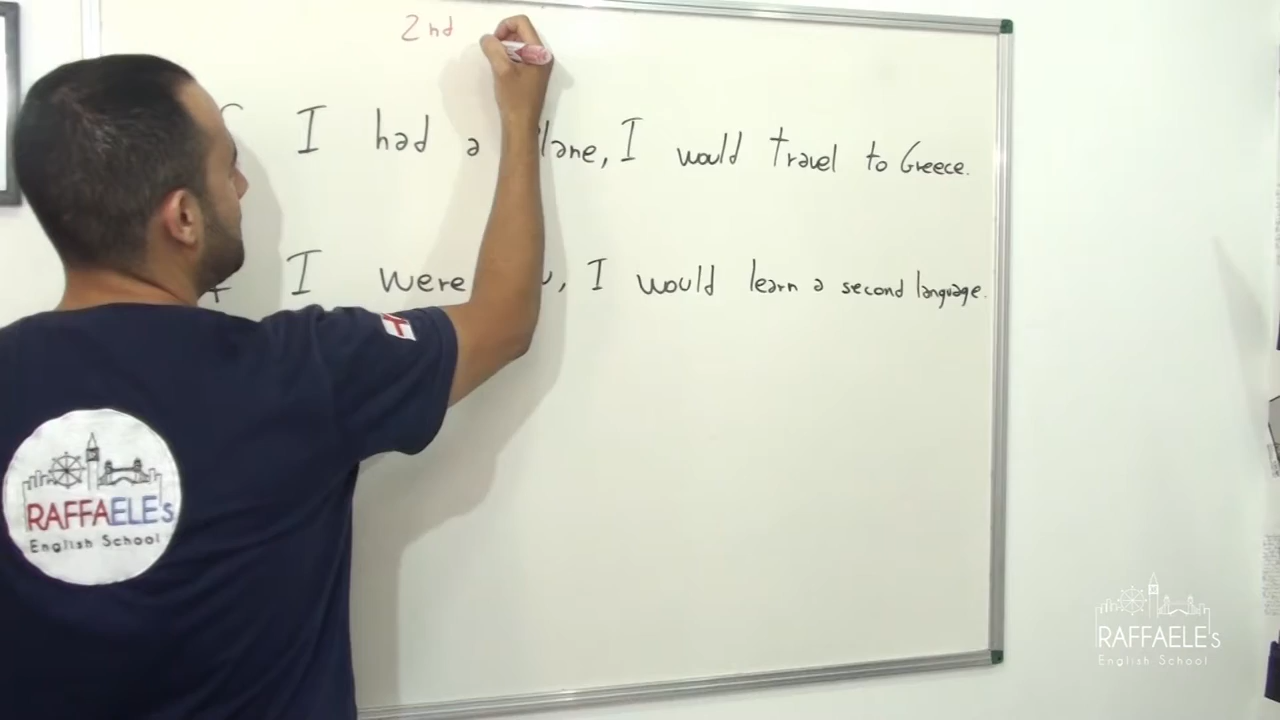 2nd
I had a lane, I would travel to Greece.
I were , I would learn a second language.
RAFFAELE's
English School
RAFFAELE's
English School